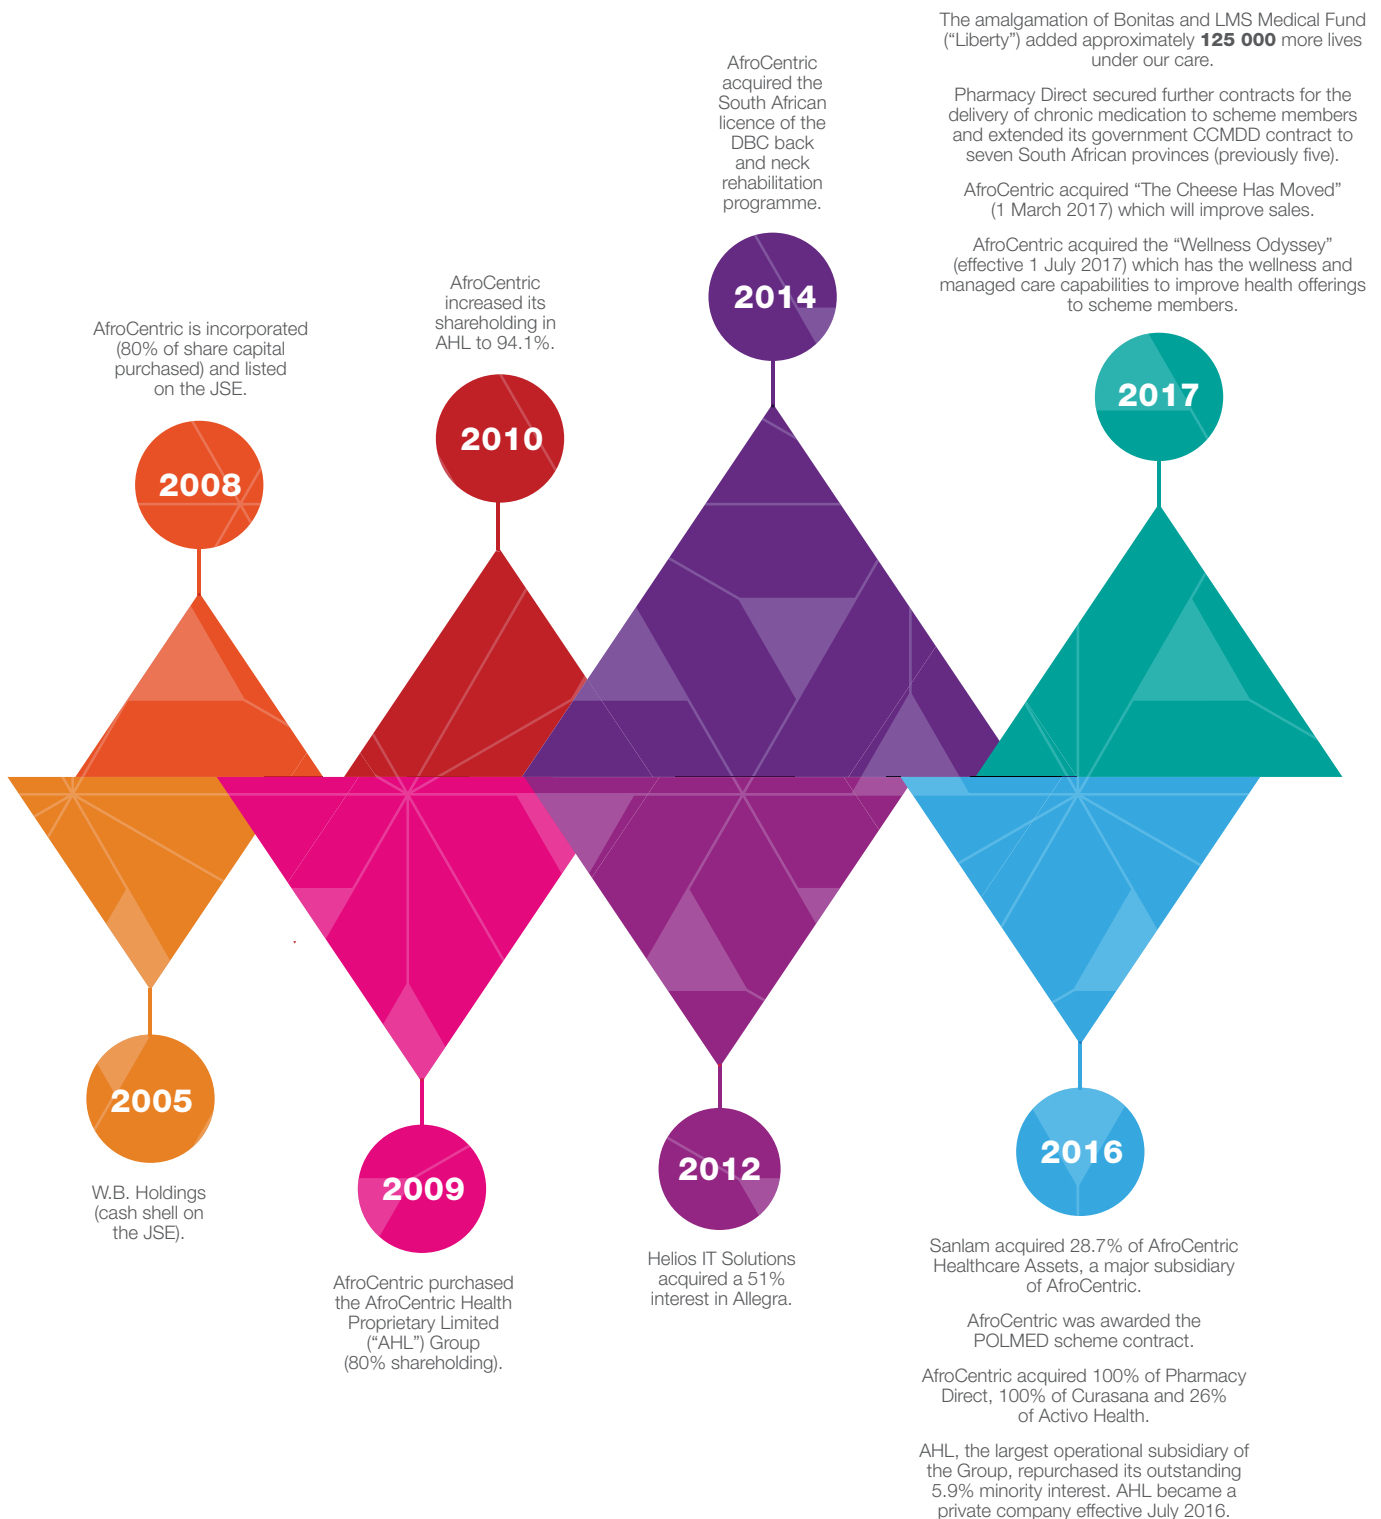 The amalgamation of Bonitas and LMS Medical Fund
(“Liberty”) added approximately 125 000 more lives
under our care.
Pharmacy Direct secured further contracts for the
delivery of chronic medication to scheme members
and extended its government CCMDD contract to
seven South African provinces (previously five).
AfroCentric acquired “The Cheese Has Moved”
(1 March 2017) which will improve sales.
AfroCentric acquired the “Wellness Odyssey”
(effective 1 July 2017) which has the wellness and
managed care capabilities to improve health offerings
to scheme members.
2017
AfroCentric
acquired the
South African
licence of the
DBC back
and neck
rehabilitation
programme.
2014
AfroCentric
increased its
shareholding in
AHL to 94.1%.
2010
AfroCentric is incorporated
(80% of share capital
purchased) and listed
on the JSE.
2008
2005
W.B. Holdings
(cash shell on
the JSE).
2009
AfroCentric purchased
the AfroCentric Health
Proprietary Limited
(“AHL”) Group
(80% shareholding).
2012
Helios IT Solutions
acquired a 51%
interest in Allegra.
2016
Sanlam acquired 28.7% of AfroCentric
Healthcare Assets, a major subsidiary
of AfroCentric.
AfroCentric was awarded the
POLMED scheme contract.
AfroCentric acquired 100% of Pharmacy
Direct, 100% of Curasana and 26%
of Activo Health.
AHL, the largest operational subsidiary of
the Group, repurchased its outstanding
5.9% minority interest. AHL became a
private company effective July 2016.